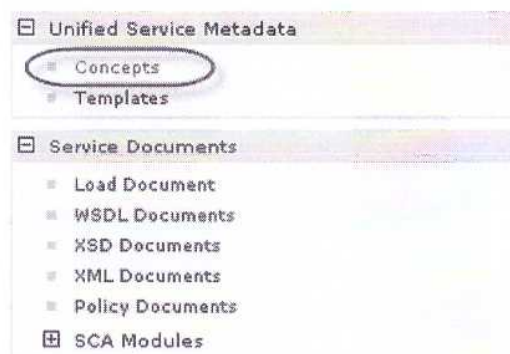 Unified Service Metadata
Concepts
Templates
Service Documents
Load Document
WSDL Documents
XSD Documents
XML Documents
Policy Documents
SCA Modules